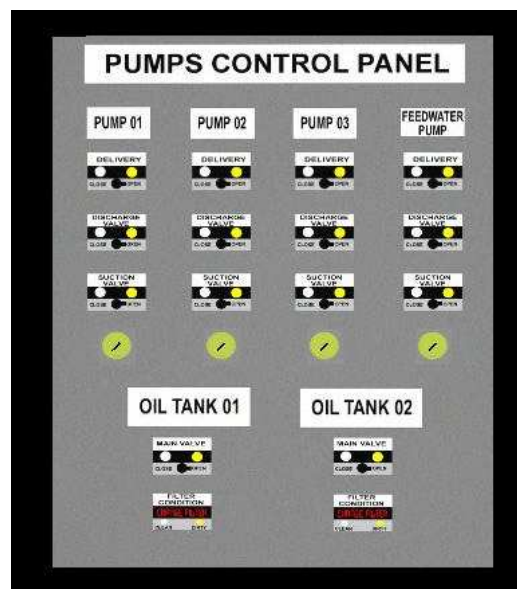 PUMPS CONTROL PANEL
PUMP 01
PUMP 02
PUMP 03
FEEDWATER
PUMP
DELIVERY
CLOSE OPEN
DELIVERY
CLOSE OPEN
DELIVERY
CLOSE OPEN
DELIVERY
CLOSE OPEN
DISCHARGE
VALVE
CLOSE OPEN
DISCHARGE
VALVE
CLOSE OPEN
DISCHARGE
VALVE
CLOSE OPEN
DISCHARGE
VALVE
CLOSE OPEN
SUCTION
VALVE
CLOSE OPEN
SUCTION
VALVE
CLOSE OPEN
SUCTION
VALVE
CLOSE OPEN
SUCTION
VALVE
CLOSE OPEN
OIL TANK 01
OIL TANK 02
MAIN VALVE
CLOSE OPEN
MAIN VALVE
CLOSE OPEN
FILTER
CONDITION
CHANGE FILTER
CLEAN DIRTY
FILTER
CONDITION
CHANGE FILTER
CLEAN DIRTY